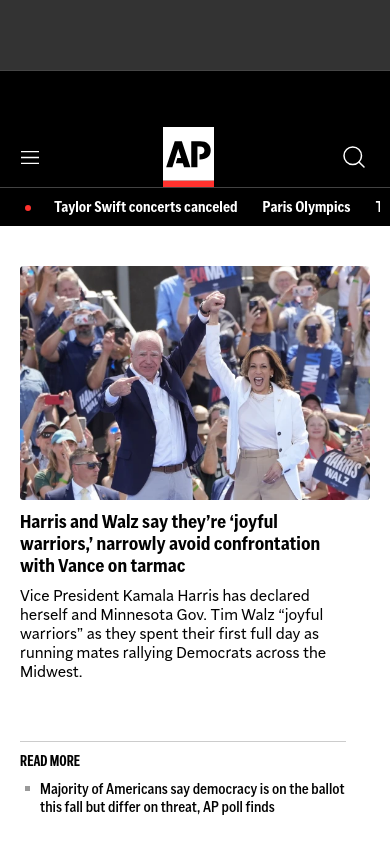 AP
Taylor Swift concerts canceled Paris Olympics T
KAMA
HARRIS
WALZ
Harris and Walz say they’re ‘joyful
warriors,’ narrowly avoid confrontation
with Vance on tarmac
Vice President Kamala Harris has declared
herself and Minnesota Gov. Tim Walz “joyful
warriors” as they spent their first full day as
running mates rallying Democrats across the
Midwest.
READ MORE
Majority of Americans say democracy is on the ballot
this fall but differ on threat, AP poll finds